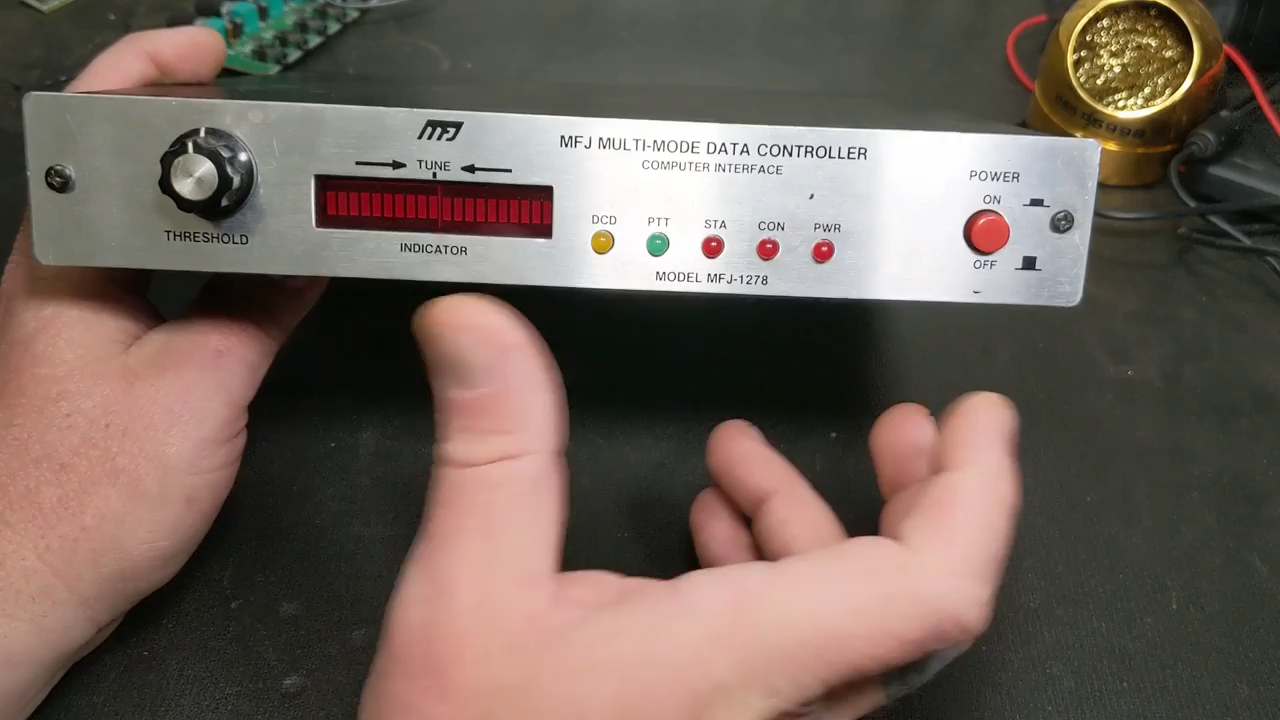 MFJ
TUNE
THRESHOLD
INDICATOR
MFJ MULTI-MODE DATA CONTROLLER
COMPUTER INTERFACE
DCD PTT STA CON PWR
MODEL MFJ-1278
POWER
ON
OFF